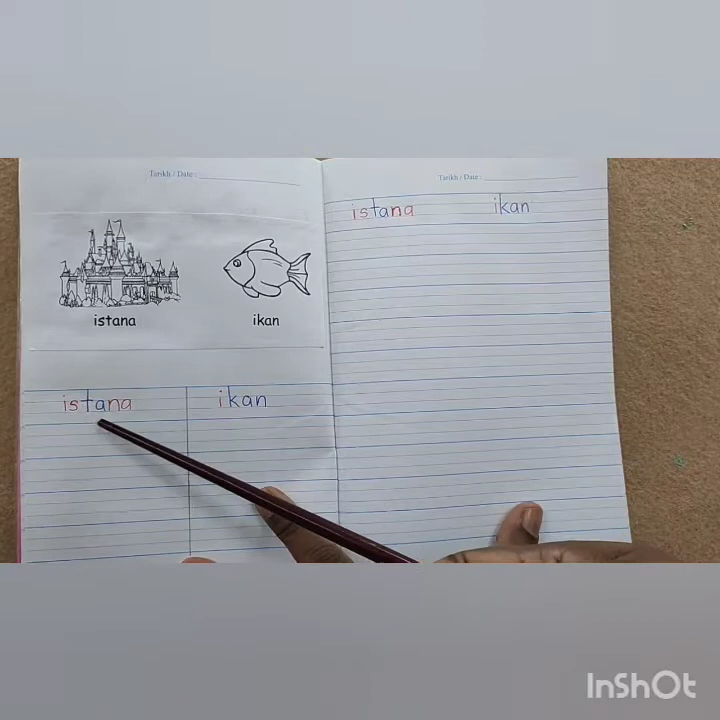 Tarikh / Date :
istana ikan
istana ikan
Tarikh / Date :
istana ikan
InShOt